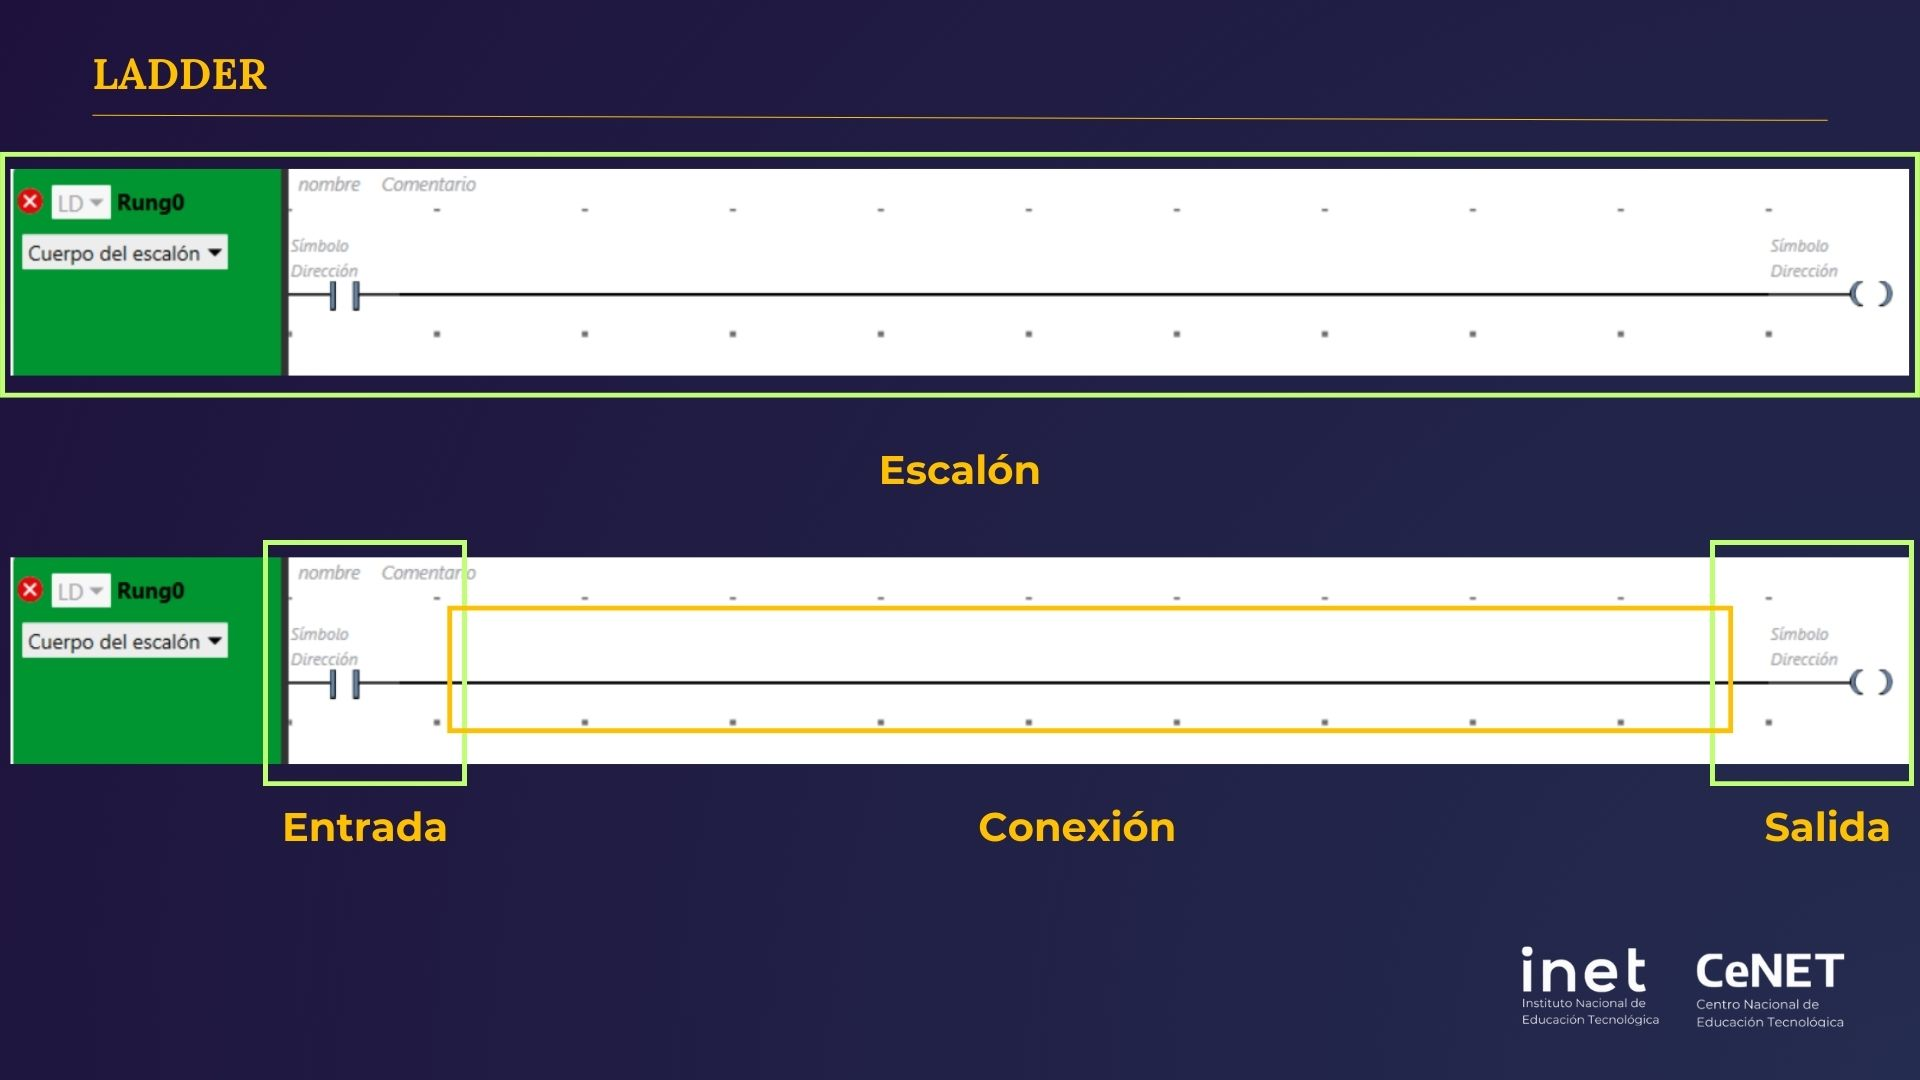 LADDER
nombre Comentario
LD Rung0
Cuerpo del escalón
Símbolo Símbolo
Dirección Dirección
Escalón
nombre Comentario
LD Rung0
Cuerpo del escalón
Símbolo Símbolo
Dirección Dirección
Entrada Conexión Salida
inet CeNET
Instituto Nacional de Centro Nacional de
Educación Tecnológica Educación Tecnológica